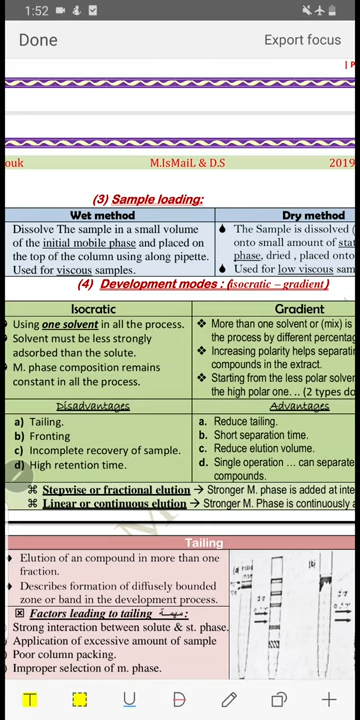 1:52
Done
Export focus
| P
ouk
M.IsMaiL & D.S
2019
(3) Sample loading:
Wet method
Dissolve The sample in a small volume
of the initial mobile phase and placed on
the top of the column using along pipette.
Used for viscous samples.
Dry method
The Sample is dissolved (
onto small amount of stat
phase, dried , placed onto
Used for low viscous sam
(4) Development modes : (isocratic – gradient)
Isocratic
Using one solvent in all the process.
Solvent must be less strongly
adsorbed than the solute.
M. phase composition remains
constant in all the process.
Gradient
❖ More than one solvent or (mix) is
the process by different percentag
❖ Increasing polarity helps separati
compounds in the extract.
❖ Starting from the less polar solver
the high polar one. .. (2 types do
Disadvantages
a) Tailing.
b) Fronting
c) Incomplete recovery of sample.
d) High retention time.
Advantages
a. Reduce tailing.
b. Short separation time.
c. Reduce elution volume.
d. Single operation ... can separate
compounds.
⌘ Stepwise or fractional elution → Stronger M. phase is added at inte
⌘ Linear or continuous elution → Stronger M. Phase is continuously a
Tailing
Elution of an compound in more than one
fraction.
Describes formation of diffusely bounded
zone or band in the development process.
Factors leading to tailing :
Strong interaction between solute & st. phase.
Application of excessive amount of sample
Poor column packing.
Improper selection of m. phase.
(a)
(b)